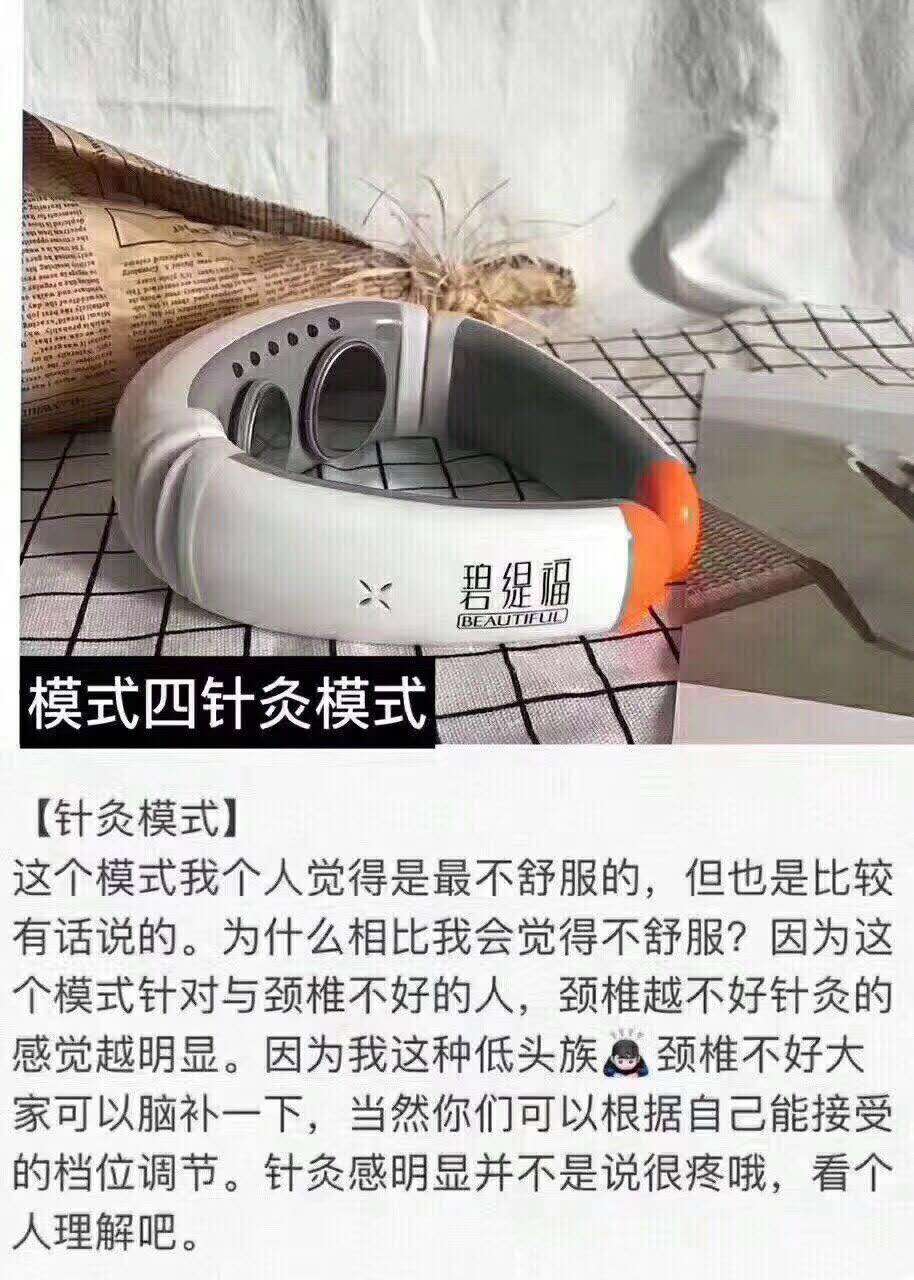 碧缇福
BEAUTIFUL
模式四针灸模式
【针灸模式】
这个模式我个人觉得是最不舒服的，但也是比较
有话说的。为什么相比我会觉得不舒服？因为这
个模式针对与颈椎不好的人，颈椎越不好针灸的
感觉越明显。因为我这种低头族🙇🏻颈椎不好大
家可以脑补一下，当然你们可以根据自己能接受
的档位调节。针灸感明显并不是说很疼哦，看个
人理解吧。